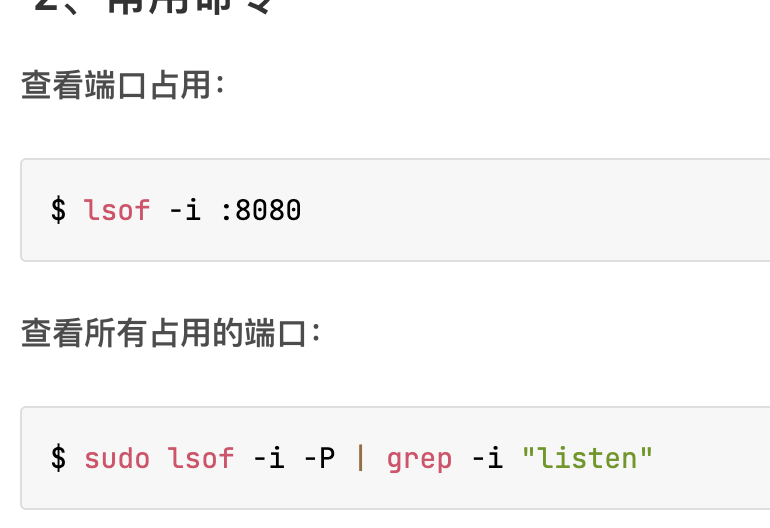 2、常用命令
查看端口占用：
$ lsof -i :8080
查看所有占用的端口：
$ sudo lsof -i -P | grep -i "listen"